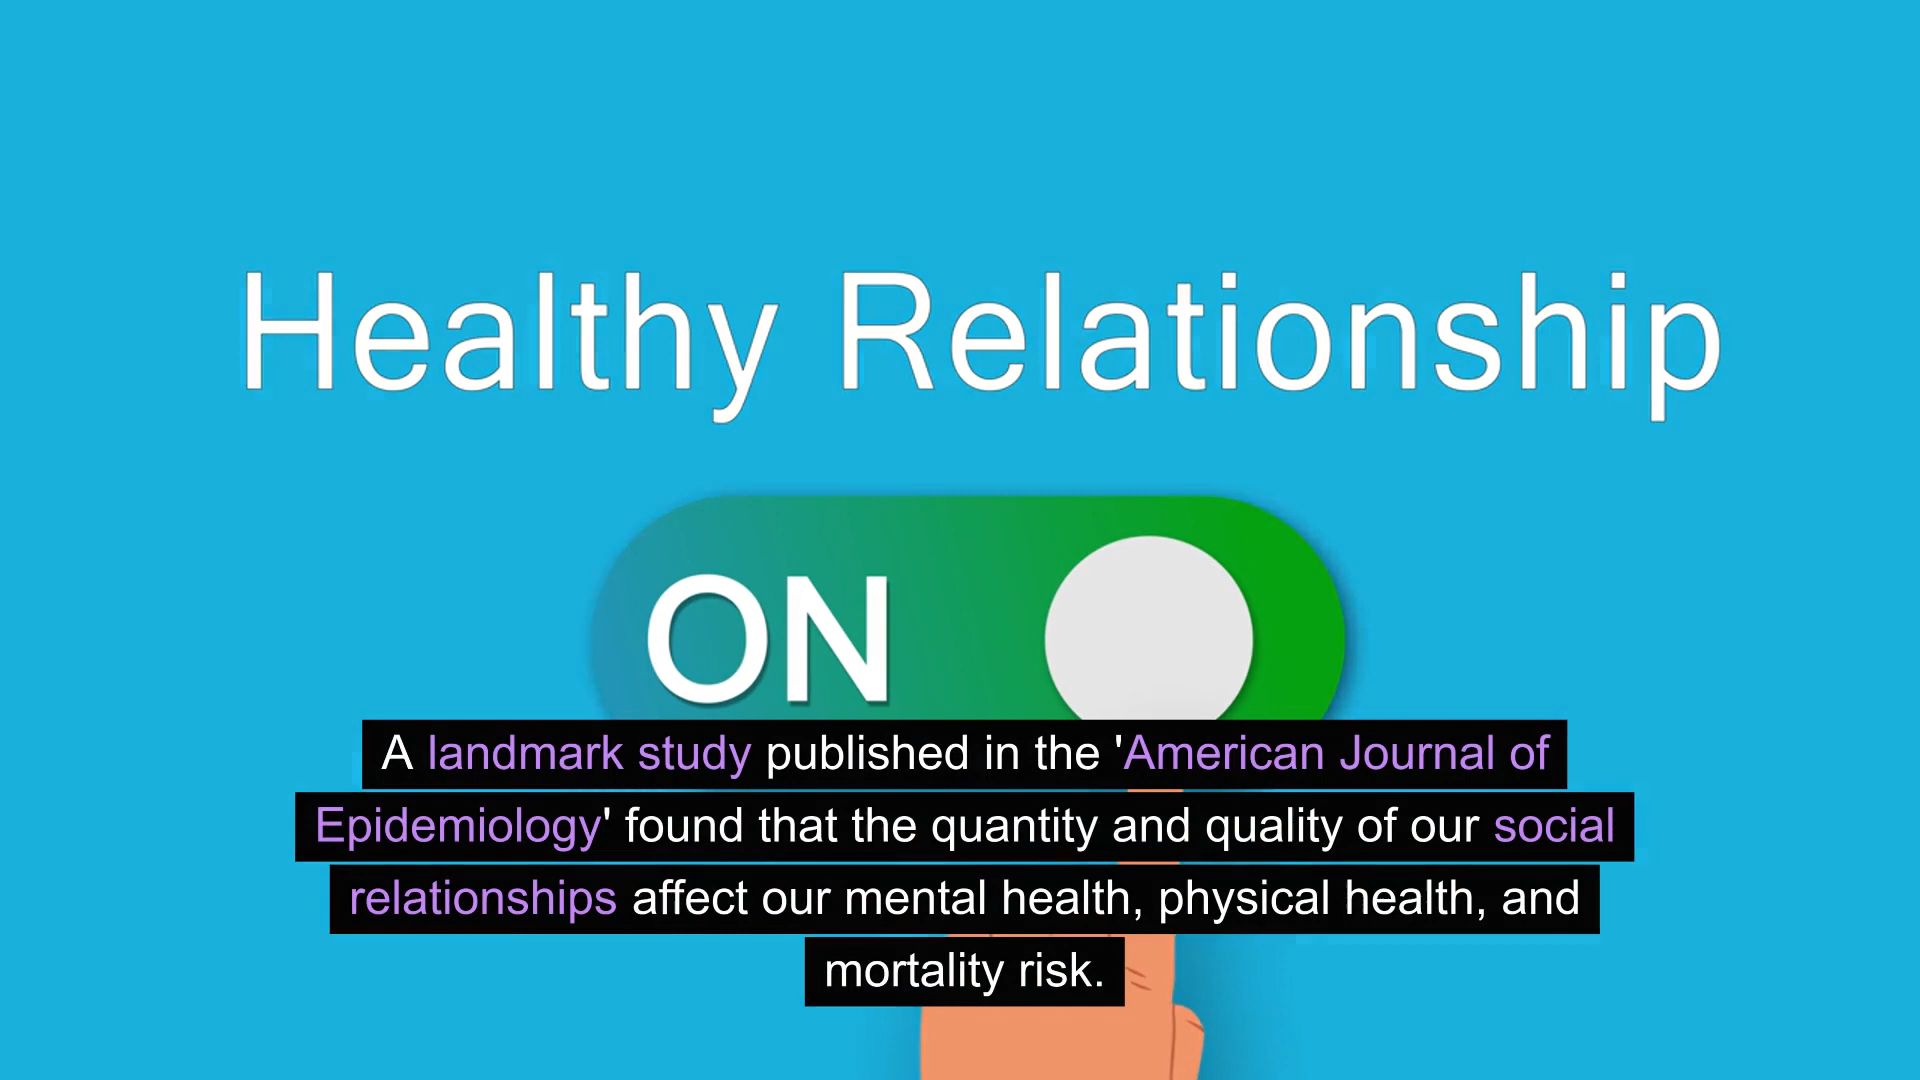 Healthy Relationship
ON
A landmark study published in the 'American Journal of
Epidemiology' found that the quantity and quality of our social
relationships affect our mental health, physical health, and
mortality risk.